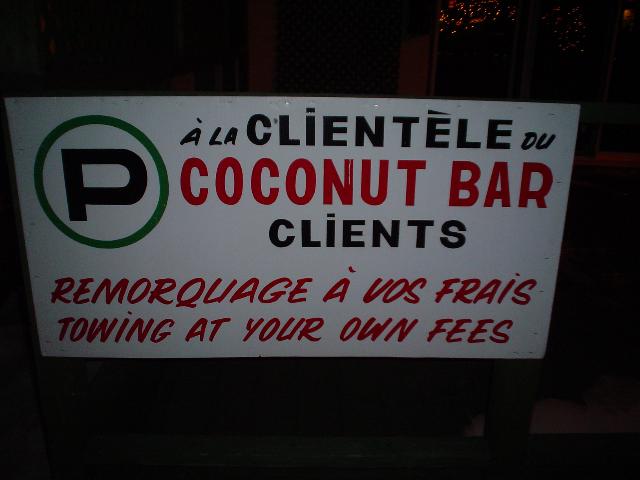 P
À LA CLIENTÈLE DU
COCONUT BAR
CLIENTS
REMORQUAGE À VOS FRAIS
TOWING AT YOUR OWN FEES